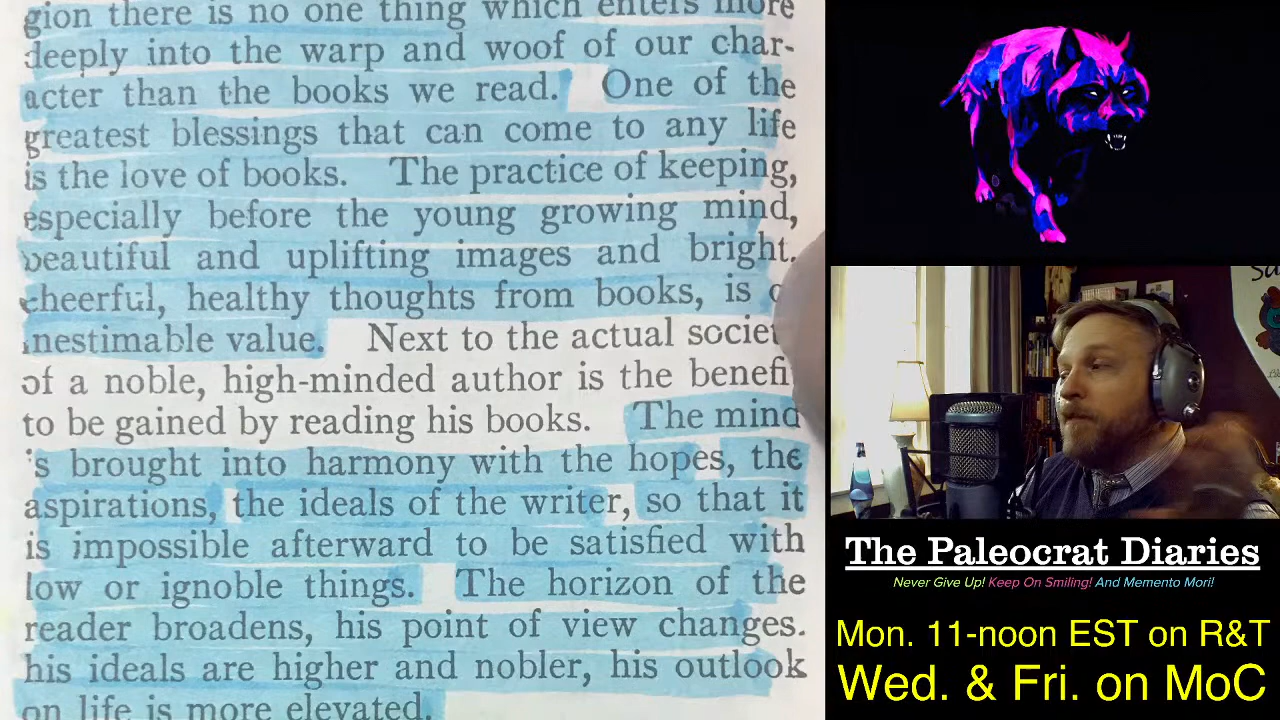 gion there is no one thing which enters more
deeply into the warp and woof of our char-
acter than the books we read. One of the
greatest blessings that can come to any life
is the love of books. The practice of keeping,
especially before the young growing mind,
beautiful and uplifting images and bright,
cheerful, healthy thoughts from books, is
inestimable value. Next to the actual societ
of a noble, high-minded author is the benefi
to be gained by reading his books. The mind
is brought into harmony with the hopes, the
aspirations, the ideals of the writer, so that it
is impossible afterward to be satisfied with
low or ignoble things. The horizon of the
reader broadens, his point of view changes.
his ideals are higher and nobler, his outlook
on life is more elevated.
The Paleocrat Diaries
Never Give Up! Keep On Smiling! And Memento Mori!
Mon. 11-noon EST on R&T
Wed. & Fri. on MoC